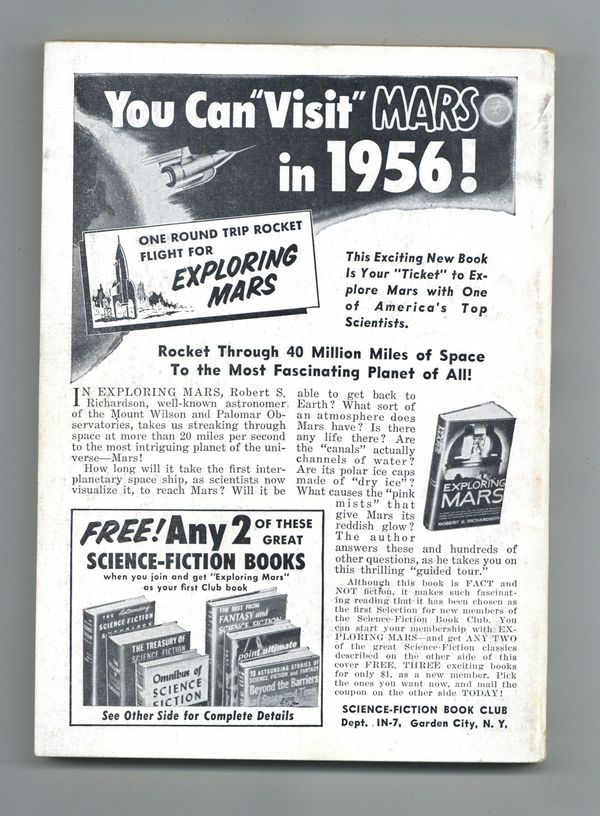 You Can "Visit" MARS
in 1956!
ONE ROUND TRIP ROCKET
FLIGHT FOR
EXPLORING
MARS
This Exciting New Book
Is Your "Ticket" to Ex-
plore Mars with One
of America's Top
Scientists.
Rocket Through 40 Million Miles of Space
To the Most Fascinating Planet of All!
IN EXPLORING MARS, Robert S.
Richardson, well-known astronomer
of the Mount Wilson and Palomar Ob-
servatories, takes us streaking through
space at more than 20 miles per second
to the most intriguing planet of the uni-
verse—Mars!
How long will it take the first inter-
planetary space ship, as scientists now
visualize it, to reach Mars? Will it be
able to get back to
Earth? What sort of
an atmosphere does
Mars have? Is there
any life there? Are
the "canals" actually
channels of water?
Are its polar ice caps
made of "dry ice"?
What causes the "pink
mists" that
give Mars its
reddish glow?
The author
answers these and hundreds of
other questions, as he takes you on
this thrilling "guided tour."
Although this book is FACT and
NOT fiction, it makes such fascinat-
ing reading that it has been chosen as
the first Selection for new members of
the Science-Fiction Book Club. You
can start your membership with EX-
PLORING MARS—and get ANY TWO
of the great Science-Fiction classics
described on the other side of this
cover FREE. THREE exciting books
for only $1, as a new member. Pick
the ones you want now, and mail the
coupon on the other side TODAY!
SCIENCE-FICTION BOOK CLUB
Dept. IN-7, Garden City, N. Y.
EXPLORING
MARS
ROBERT S. RICHARDSON
FREE! Any 2 OF THESE
GREAT
SCIENCE-FICTION BOOKS
when you join and get "Exploring Mars"
as your first Club book
The Astounding
SCIENCE FICTION
ANTHOLOGY
THE TREASURY OF
SCIENCE FICTION
Omnibus of
SCIENCE
FICTION
THE BEST FROM
FANTASY and
SCIENCE FICTION
point ultimate
19 ASTOUNDING STORIES OF
SCIENCE FICTION and FANTASY
Beyond the Barriers
See Other Side for Complete Details